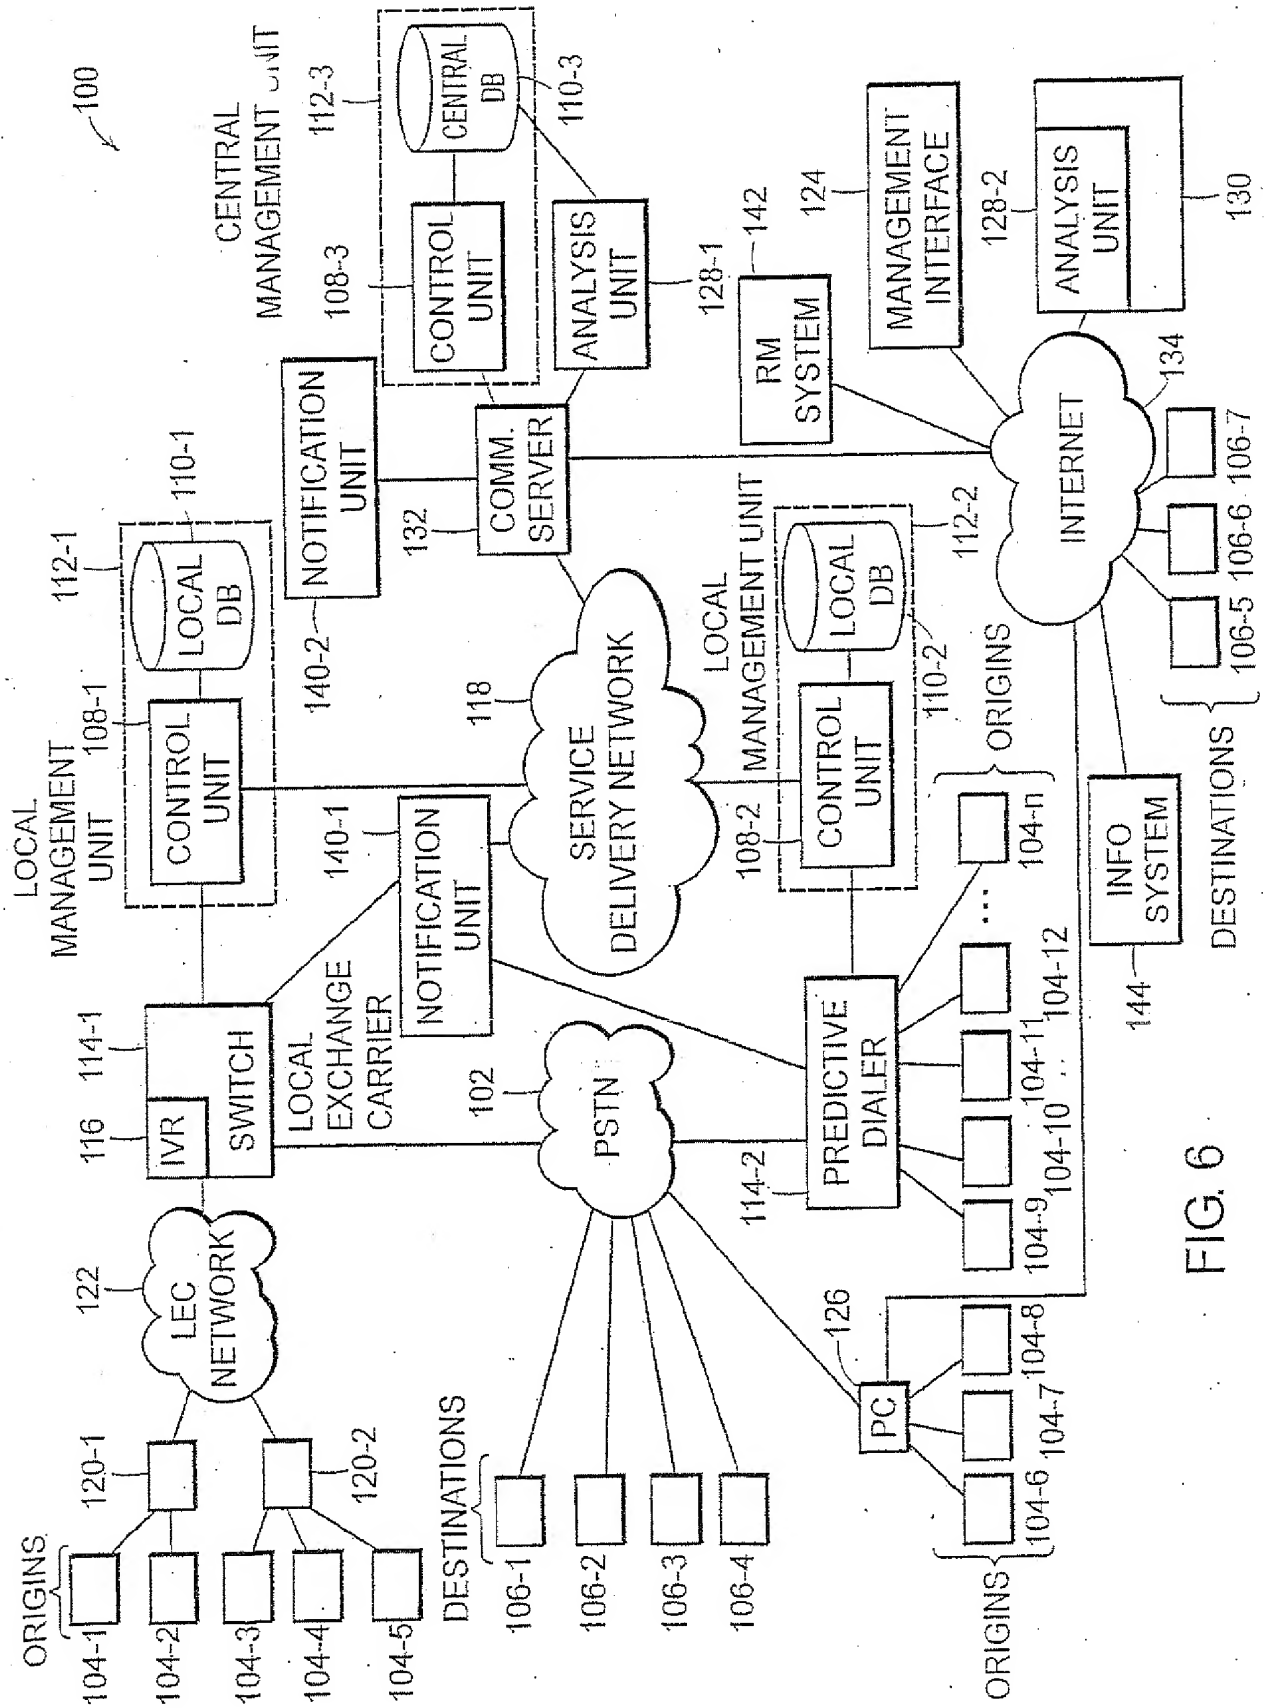 100
CENTRAL
MANAGEMENT UNIT
112-3
CENTRAL
DB
110-3
108-3
CONTROL
UNIT
ANALYSIS
UNIT
128-1
142
RM
SYSTEM
124
MANAGEMENT
INTERFACE
128-2
ANALYSIS
UNIT
130
134
INTERNET
106-7
106-6
106-5
DESTINATIONS
NOTIFICATION
UNIT
140-2
132
COMM.
SERVER
LOCAL
MANAGEMENT
UNIT
112-1
110-1
LOCAL
DB
108-1
CONTROL
UNIT
118
SERVICE
DELIVERY NETWORK
LOCAL
MANAGEMENT UNIT
112-2
LOCAL
DB
110-2
108-2
CONTROL
UNIT
140-1
NOTIFICATION
UNIT
114-1
116
IVR
SWITCH
LOCAL
EXCHANGE
CARRIER
102
PSTN
114-2
PREDICTIVE
DIALER
ORIGINS
104-n
...
104-12
104-11
104-10
104-9
INFO
SYSTEM
144
122
LEC
NETWORK
120-1
120-2
ORIGINS
104-1
104-2
104-3
104-4
104-5
DESTINATIONS
106-1
106-2
106-3
106-4
126
PC
104-8
104-7
104-6
ORIGINS
FIG. 6